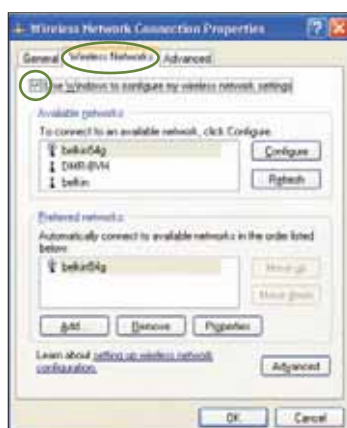 Wireless Network Connection Properties
General Wireless Networks Advanced
Use Windows to configure my wireless network settings
Available networks
To connect to an available network, click Configure.
belkin54g
Configure
belkin
Refresh
Preferred networks
Automatically connect to available networks in the order listed
below:
belkin54g
Move up
Move down
Add... Remove Properties
Learn about setting up wireless network
configuration.
Advanced
OK Cancel